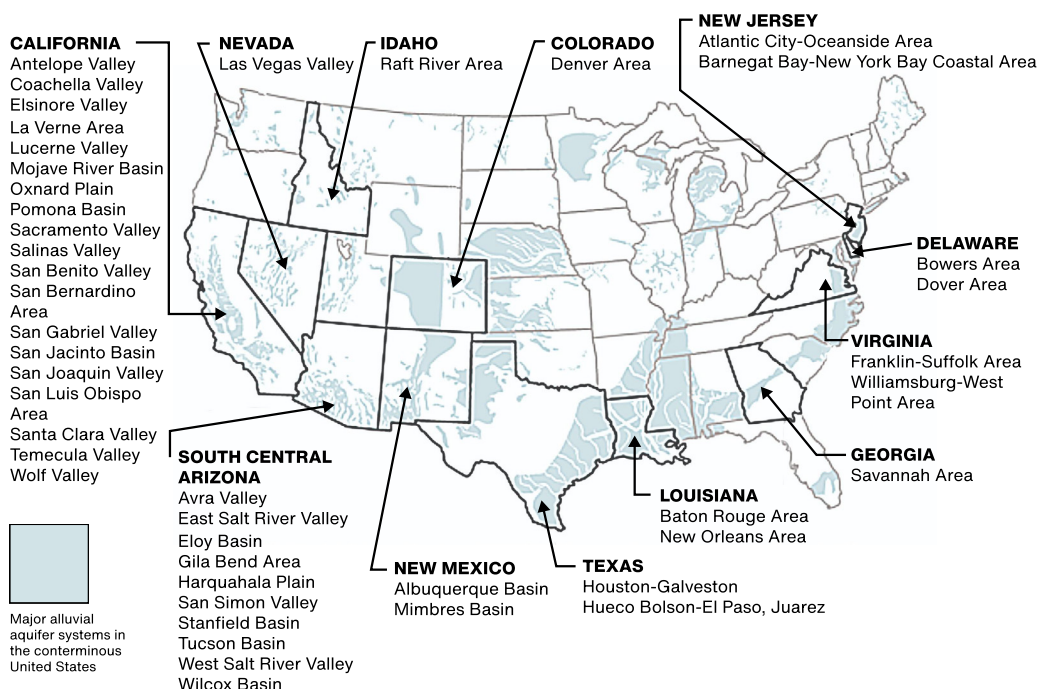 CALIFORNIA
Antelope Valley
Coachella Valley
Elsinore Valley
La Verne Area
Lucerne Valley
Mojave River Basin
Oxnard Plain
Pomona Basin
Sacramento Valley
Salinas Valley
San Benito Valley
San Bernardino
Area
San Gabriel Valley
San Jacinto Basin
San Joaquin Valley
San Luis Obispo
Area
Santa Clara Valley
Temecula Valley
Wolf Valley
NEVADA
Las Vegas Valley
IDAHO
Raft River Area
COLORADO
Denver Area
NEW JERSEY
Atlantic City-Oceanside Area
Barnegat Bay-New York Bay Coastal Area
DELAWARE
Bowers Area
Dover Area
VIRGINIA
Franklin-Suffolk Area
Williamsburg-West
Point Area
GEORGIA
Savannah Area
LOUISIANA
Baton Rouge Area
New Orleans Area
TEXAS
Houston-Galveston
Hueco Bolson-El Paso, Juarez
NEW MEXICO
Albuquerque Basin
Mimbres Basin
SOUTH CENTRAL
ARIZONA
Avra Valley
East Salt River Valley
Eloy Basin
Gila Bend Area
Harquahala Plain
San Simon Valley
Stanfield Basin
Tucson Basin
West Salt River Valley
Wilcox Basin
Major alluvial
aquifer systems in
the conterminous
United States